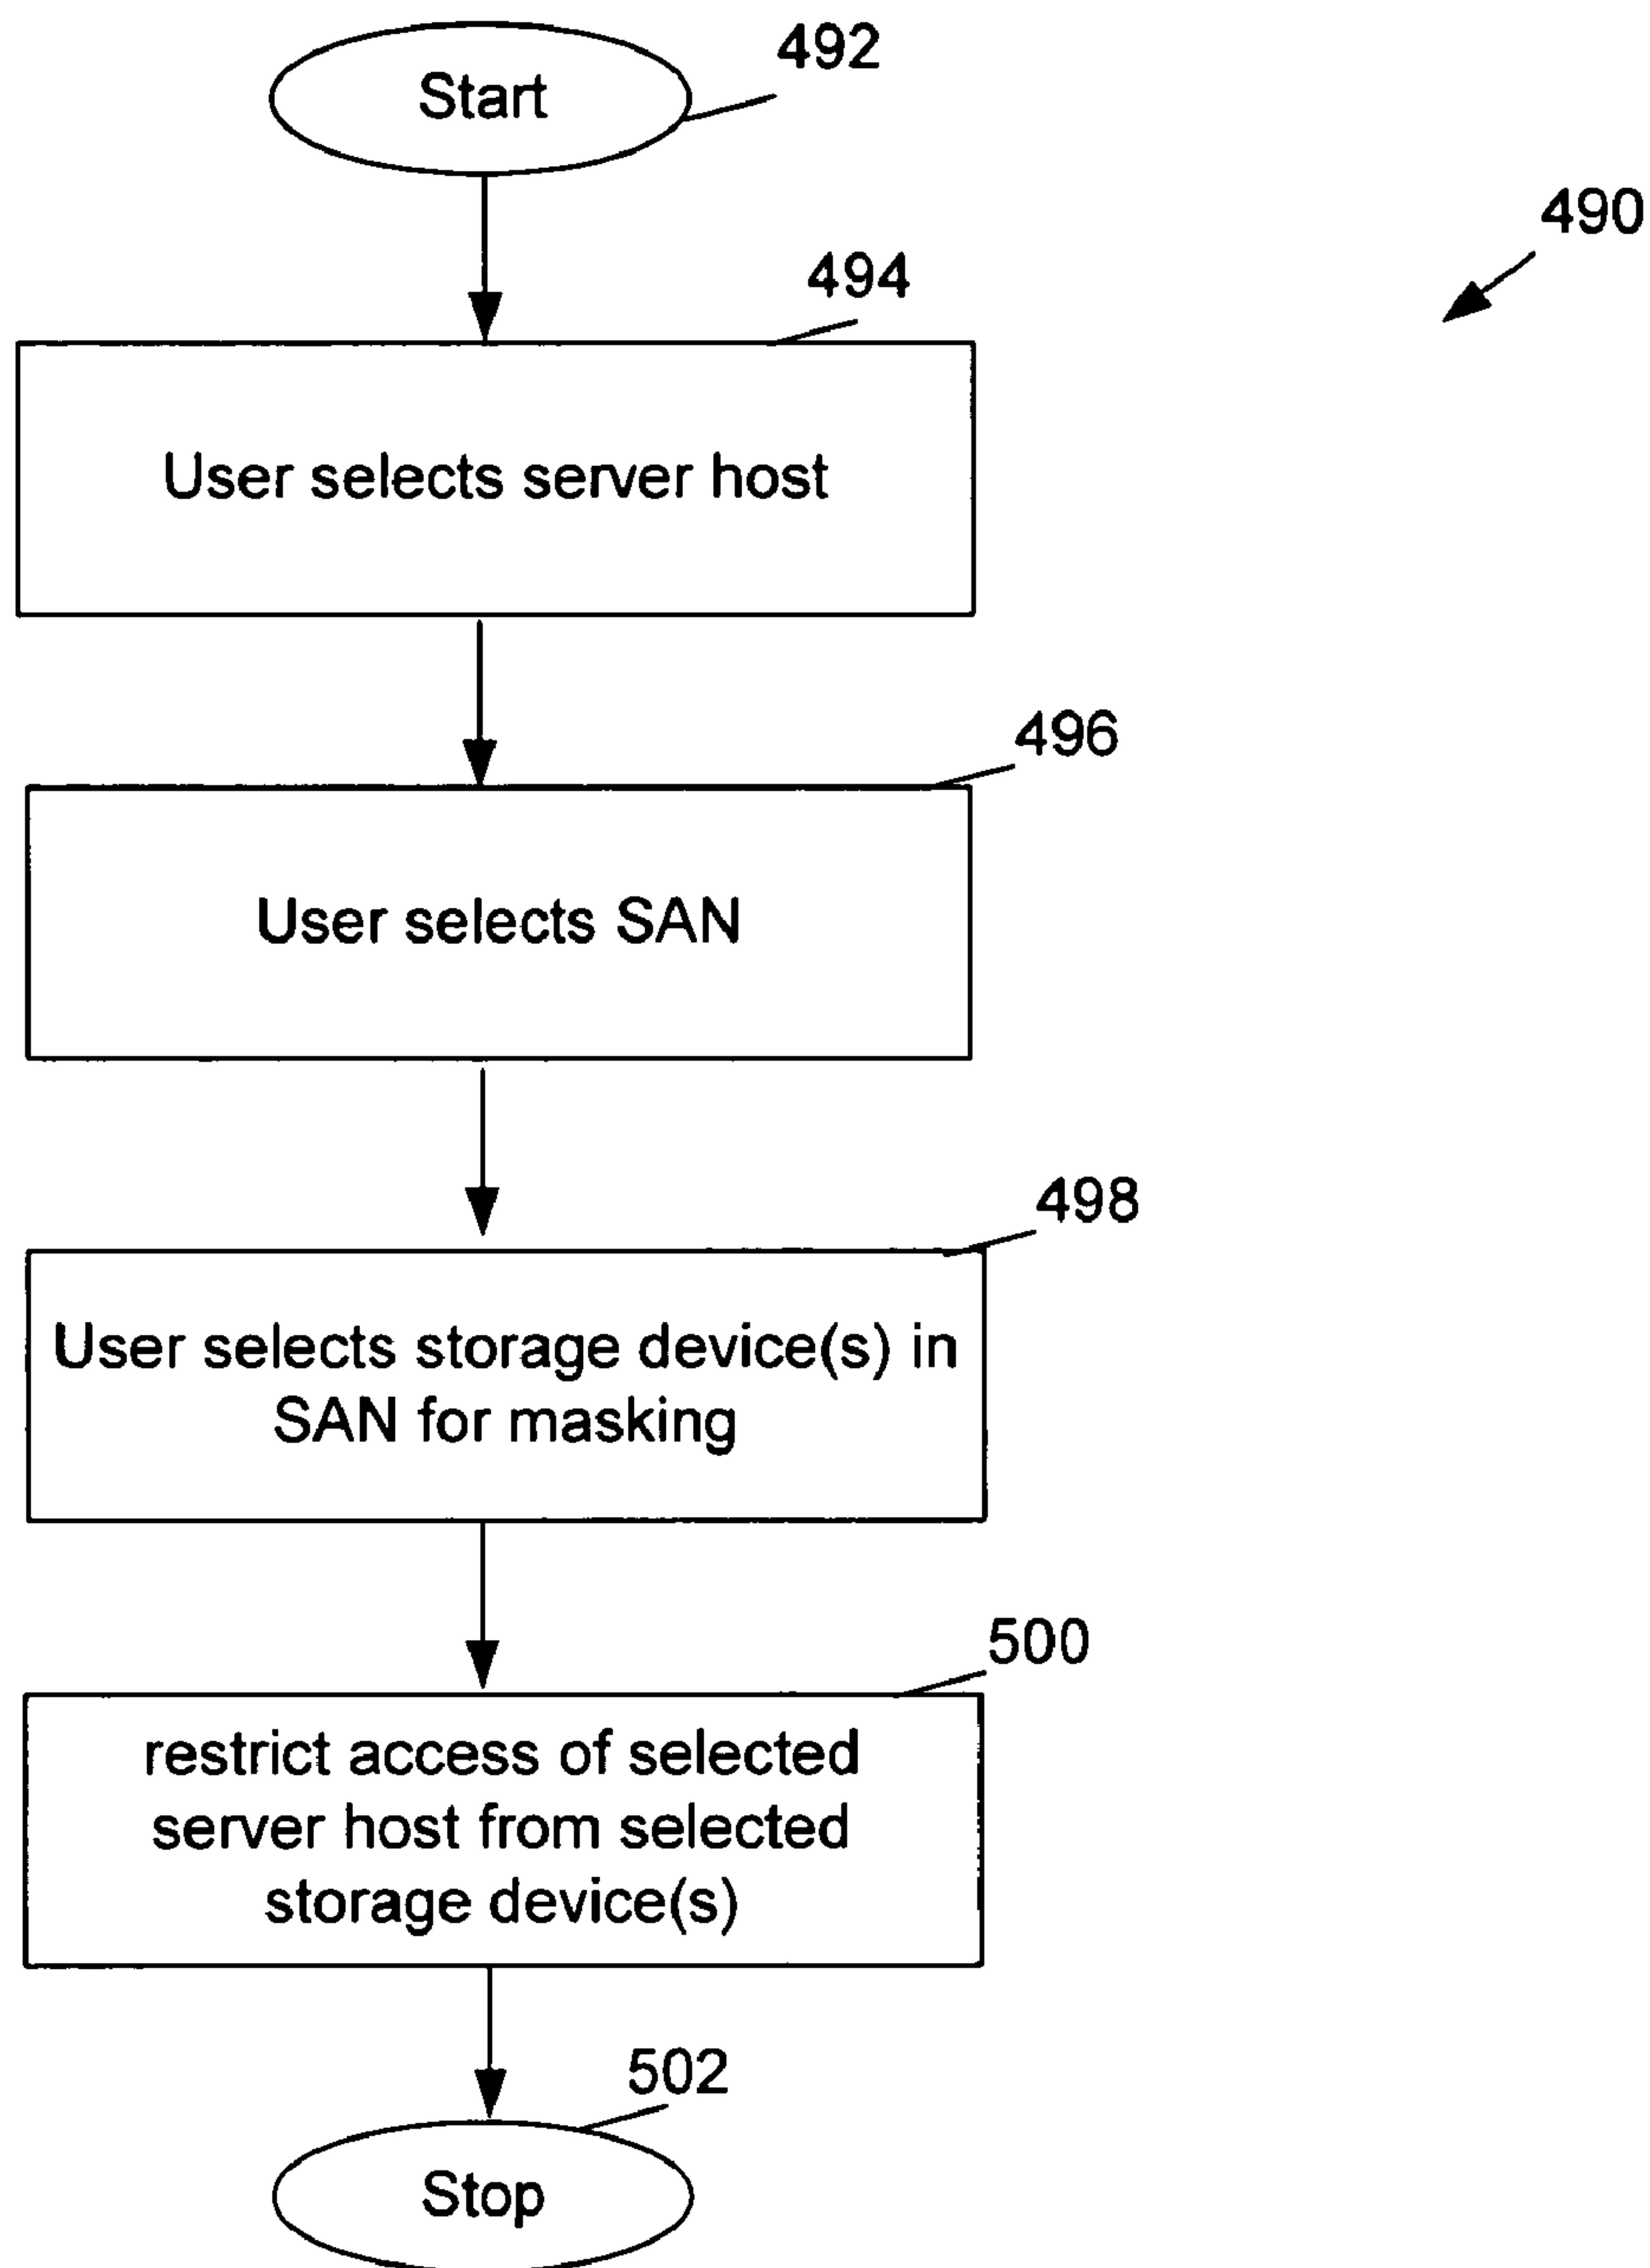 492
Start
490
494
User selects server host
496
User selects SAN
498
User selects storage device(s) in
SAN for masking
500
restrict access of selected
server host from selected
storage device(s)
502
Stop